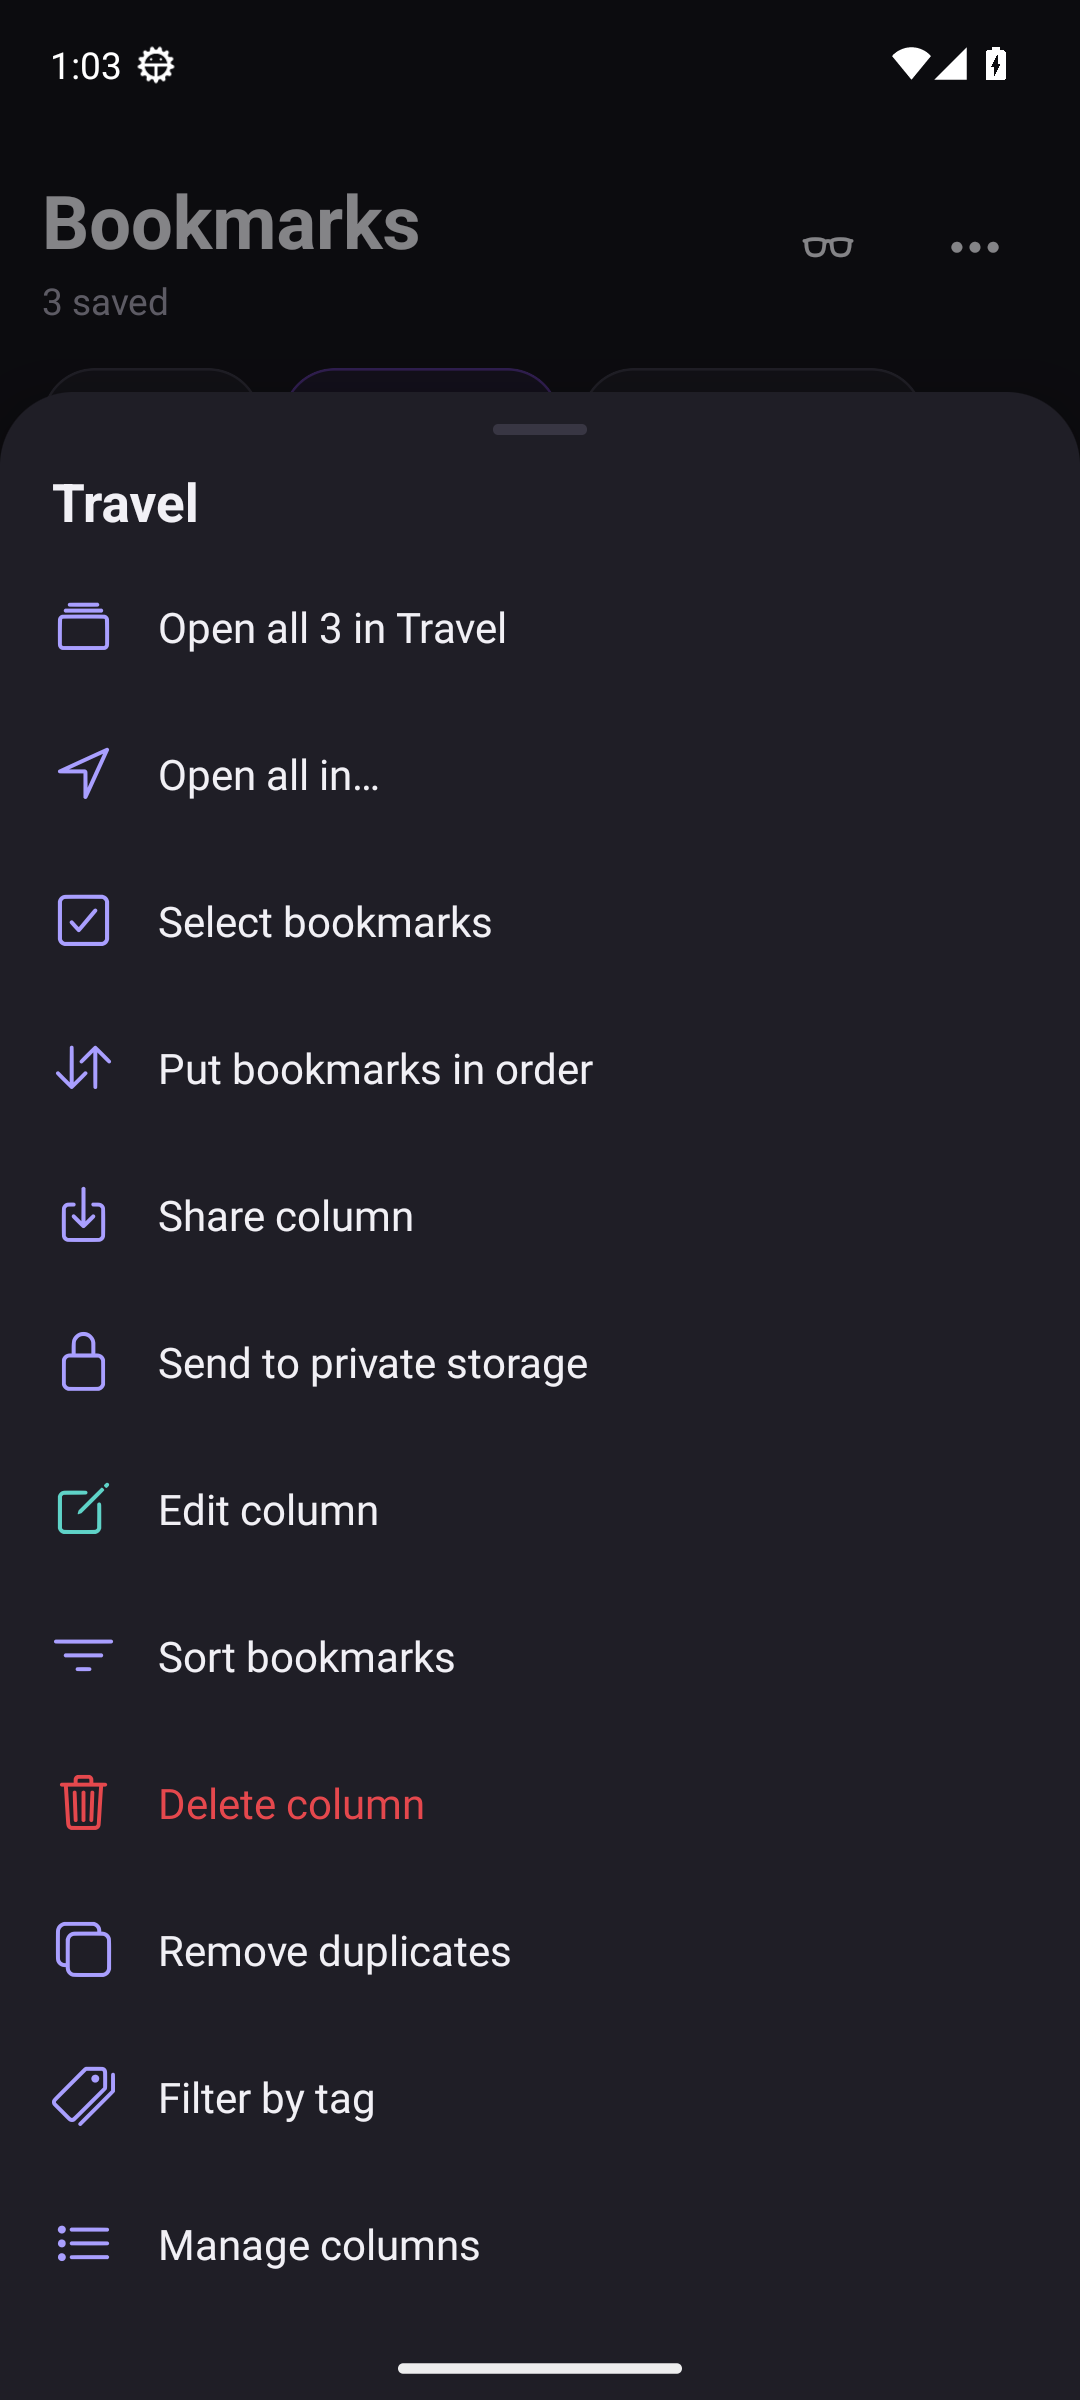 1:03
Bookmarks
3 saved
Travel
Open all 3 in Travel
Open all in…
Select bookmarks
Put bookmarks in order
Share column
Send to private storage
Edit column
Sort bookmarks
Delete column
Remove duplicates
Filter by tag
Manage columns